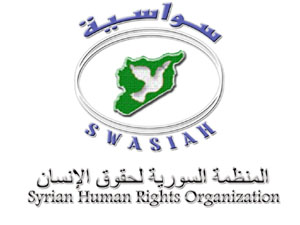 سواسية
SWASIAH
المنظمة السورية لحقوق الإنسان
Syrian Human Rights Organization